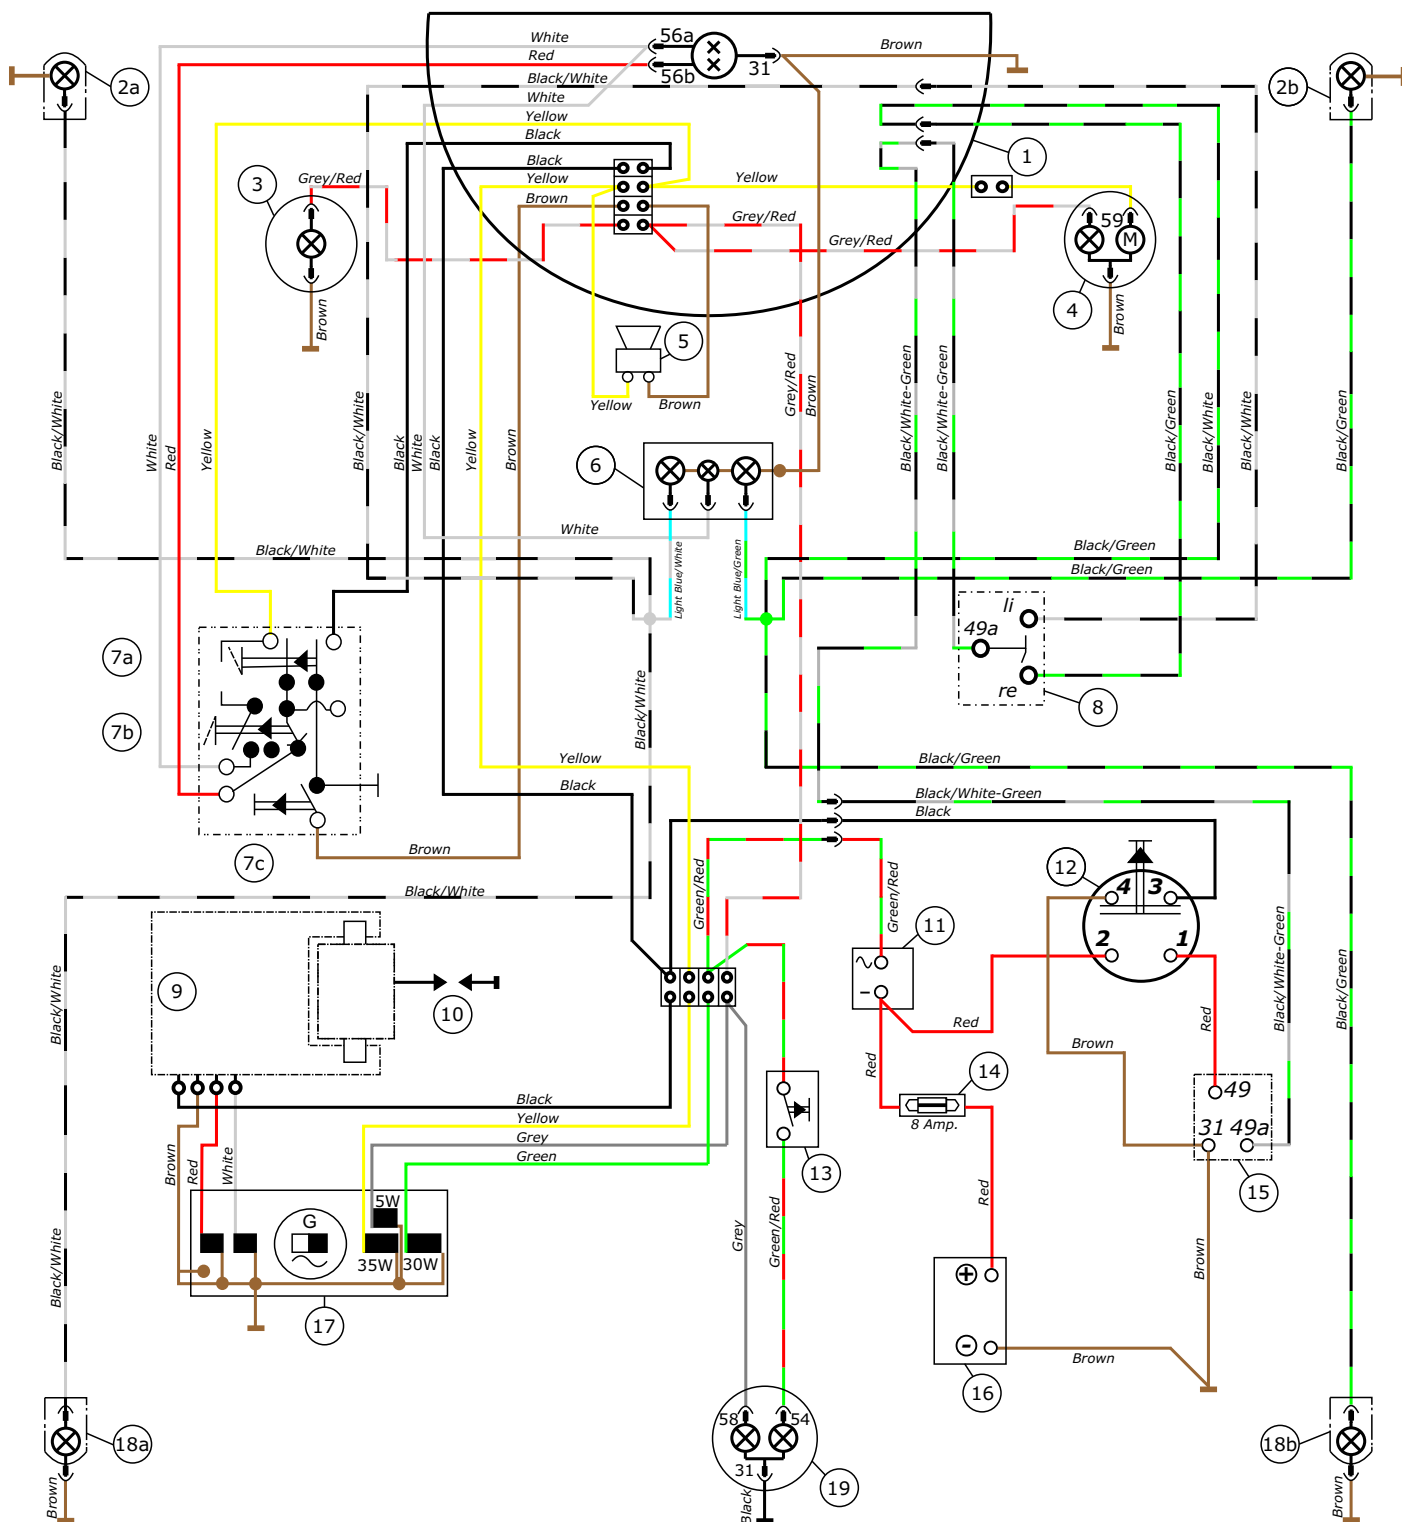 White
56a
Brown
Red
56b
31
Black/White
2a
2b
White
Yellow
Black
1
Black
3
Grey/Red
Yellow
Yellow
Brown
Grey/Red
59
M
Grey/Red
4
Brown
Brown
5
Yellow
Brown
Black/White
White
Red
Yellow
Black/White
Black
White
Black
Yellow
Brown
Grey/Red
Brown
Black/White-Green
Black/White-Green
Black/Green
Black/White
Black/White
Black/Green
6
White
Light Blue/White
Light Blue/Green
Black/White
Black/Green
Black/Green
li
49a
re
8
7a
7b
7c
Black/White
Yellow
Black
Black/Green
Black/White-Green
Black
Brown
Black/White
Green/Red
Green/Red
12
4
3
2
1
11
9
10
Black/White
Black/White-Green
Black/Green
Red
Red
Brown
Red
14
8 Amp.
49
31
49a
15
Black
Yellow
Grey
Green
13
Brown
Red
White
5W
G
35W
30W
17
Grey
Green/Red
Red
Brown
Black/White
16
Brown
18a
18b
58
54
31
19
Brown
Black
Brown